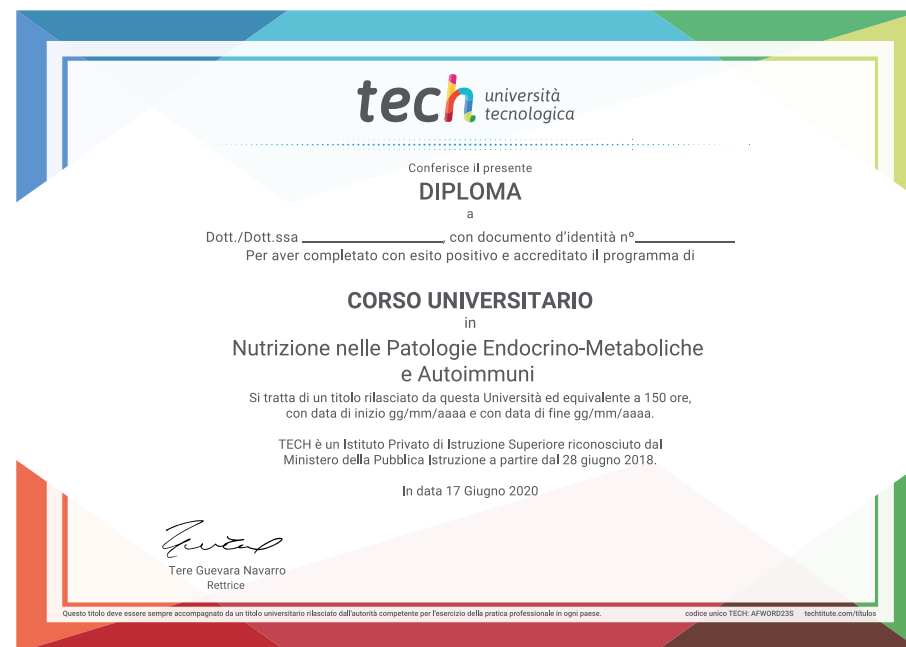 tech università
tecnologica
Conferisce il presente
DIPLOMA
a
Dott./Dott.ssa ____________________, con documento d'identità nº______________
Per aver completato con esito positivo e accreditato il programma di
CORSO UNIVERSITARIO
in
Nutrizione nelle Patologie Endocrino-Metaboliche
e Autoimmuni
Si tratta di un titolo rilasciato da questa Università ed equivalente a 150 ore,
con data di inizio gg/mm/aaaa e con data di fine gg/mm/aaaa.
TECH è un Istituto Privato di Istruzione Superiore riconosciuto dal
Ministero della Pubblica Istruzione a partire dal 28 giugno 2018.
In data 17 Giugno 2020
Tere Guevara Navarro
Rettrice
Questo titolo deve essere sempre accompagnato da un titolo universitario rilasciato dall'autorità competente per l'esercizio della pratica professionale in ogni paese. codice unico TECH: AFWORD23S techtitute.com/títulos